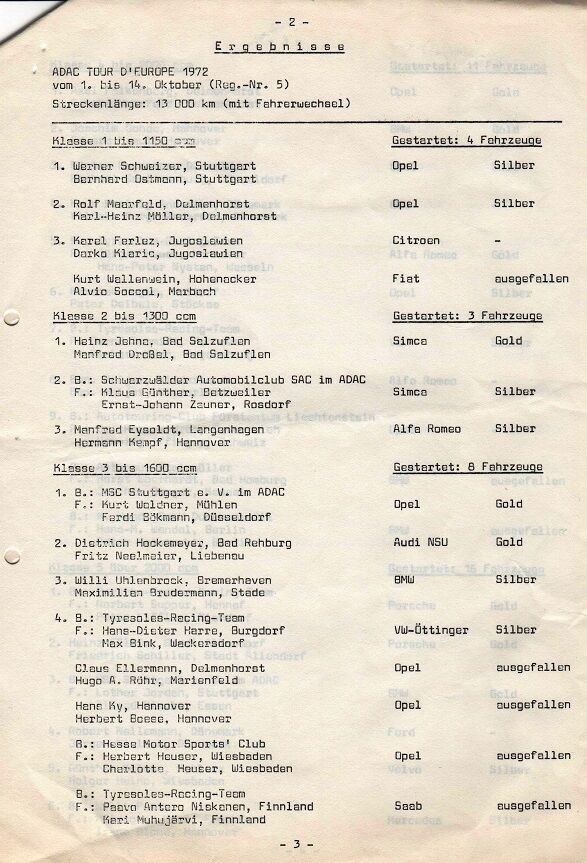 - 2 -
Ergebnisse
ADAC TOUR D'EUROPE 1972
vom 1. bis 14. Oktober (Reg.-Nr. 5)
Streckenlänge: 13 000 km (mit Fahrerwechsel)
Klasse 1 bis 1150 ccm Gestartet: 4 Fahrzeuge
1. Werner Schweizer, Stuttgart Opel Silber
Bernhard Ostmann, Stuttgart
2. Rolf Maarfeld, Delmenhorst Opel Silber
Karl-Heinz Möller, Delmenhorst
3. Karel Ferlez, Jugoslawien Citroen -
Darko Klaric, Jugoslawien
Kurt Wallenwein, Hohenacker Fiat ausgefallen
Alvio Soccol, Marbach
Klasse 2 bis 1300 ccm Gestartet: 3 Fahrzeuge
1. Heinz Jehne, Bad Salzuflen Simca Gold
Manfred Droßel, Bad Salzuflen
2. B.: Schwarzwälder Automobilclub SAC im ADAC
F.: Klaus Günther, Betzweiler Simca Silber
Ernst-Johann Zauner, Rosdorf
3. Manfred Eysoldt, Langenhagen Alfa Romeo Silber
Hermann Kempf, Hannover
Klasse 3 bis 1600 ccm Gestartet: 8 Fahrzeuge
1. B.: MSC Stuttgart e. V. im ADAC
F.: Kurt Waldner, Mühlen Opel Gold
Ferdi Bökmann, Düsseldorf
2. Dietrich Hockemeyer, Bad Rehburg Audi NSU Gold
Fritz Neelmeier, Liebenau
3. Willi Uhlenbrock, Bremerhaven BMW Silber
Maximilian Brudermann, Stade
4. B.: Tyresoles-Racing-Team
F.: Hans-Dieter Harre, Burgdorf VW-Öttinger Silber
Max Bink, Wackersdorf
Claus Ellermann, Delmenhorst Opel ausgefallen
Hugo A. Röhr, Marienfeld
Hans Ky, Hannover Opel ausgefallen
Herbert Boese, Hannover
B.: Hesse Motor Sports' Club
F.: Herbert Heuser, Wiesbaden Opel ausgefallen
Charlotte Heuser, Wiesbaden
B.: Tyresoles-Racing-Team
F.: Paavo Antero Niskanen, Finnland Saab ausgefallen
Kari Muhujärvi, Finnland
- 3 -